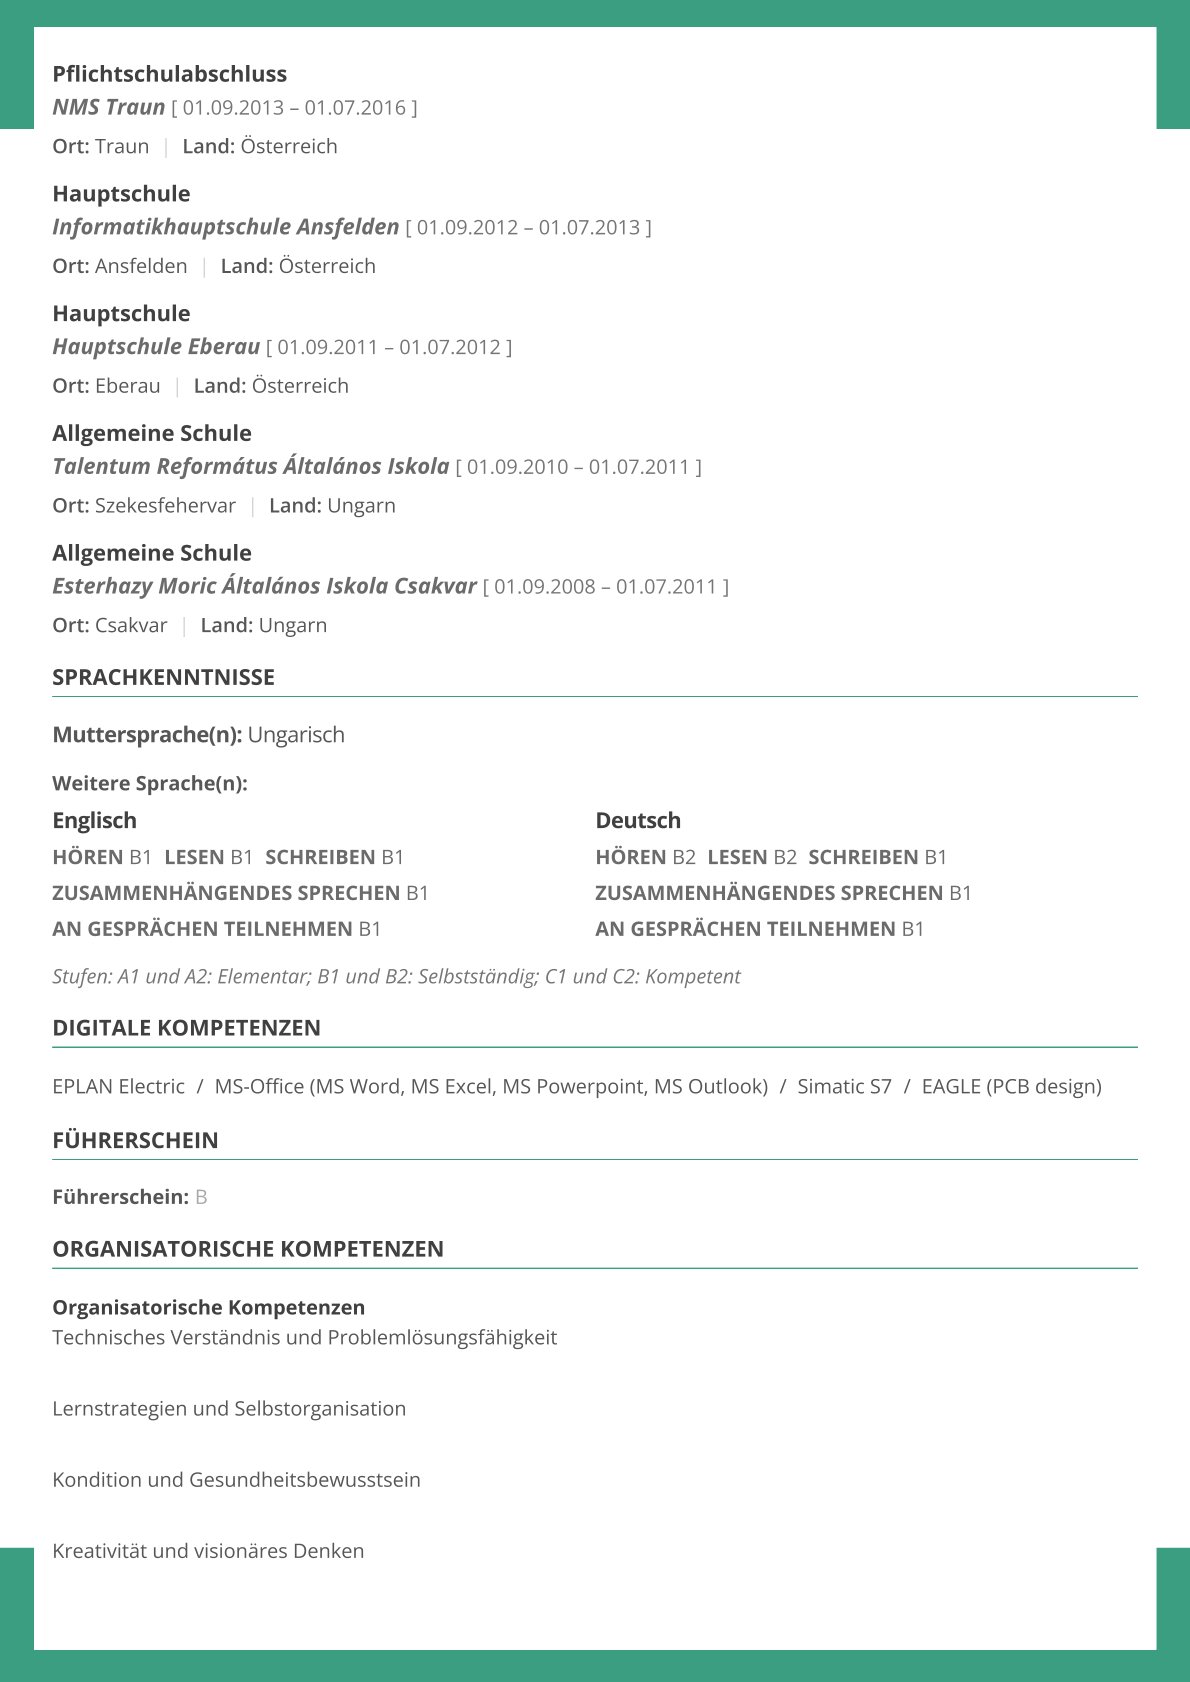 Pflichtschulabschluss
NMS Traun [ 01.09.2013 – 01.07.2016 ]
Ort: Traun | Land: Österreich
Hauptschule
Informatikhauptschule Ansfelden [ 01.09.2012 – 01.07.2013 ]
Ort: Ansfelden | Land: Österreich
Hauptschule
Hauptschule Eberau [ 01.09.2011 – 01.07.2012 ]
Ort: Eberau | Land: Österreich
Allgemeine Schule
Talentum Református Általános Iskola [ 01.09.2010 – 01.07.2011 ]
Ort: Szekesfehervar | Land: Ungarn
Allgemeine Schule
Esterhazy Moric Általános Iskola Csakvar [ 01.09.2008 – 01.07.2011 ]
Ort: Csakvar | Land: Ungarn
SPRACHKENNTNISSE
Muttersprache(n): Ungarisch
Weitere Sprache(n):
Englisch
HÖREN B1 LESEN B1 SCHREIBEN B1
ZUSAMMENHÄNGENDES SPRECHEN B1
AN GESPRÄCHEN TEILNEHMEN B1
Deutsch
HÖREN B2 LESEN B2 SCHREIBEN B1
ZUSAMMENHÄNGENDES SPRECHEN B1
AN GESPRÄCHEN TEILNEHMEN B1
Stufen: A1 und A2: Elementar; B1 und B2: Selbstständig; C1 und C2: Kompetent
DIGITALE KOMPETENZEN
EPLAN Electric / MS-Office (MS Word, MS Excel, MS Powerpoint, MS Outlook) / Simatic S7 / EAGLE (PCB design)
FÜHRERSCHEIN
Führerschein: B
ORGANISATORISCHE KOMPETENZEN
Organisatorische Kompetenzen
Technisches Verständnis und Problemlösungsfähigkeit
Lernstrategien und Selbstorganisation
Kondition und Gesundheitsbewusstsein
Kreativität und visionäres Denken